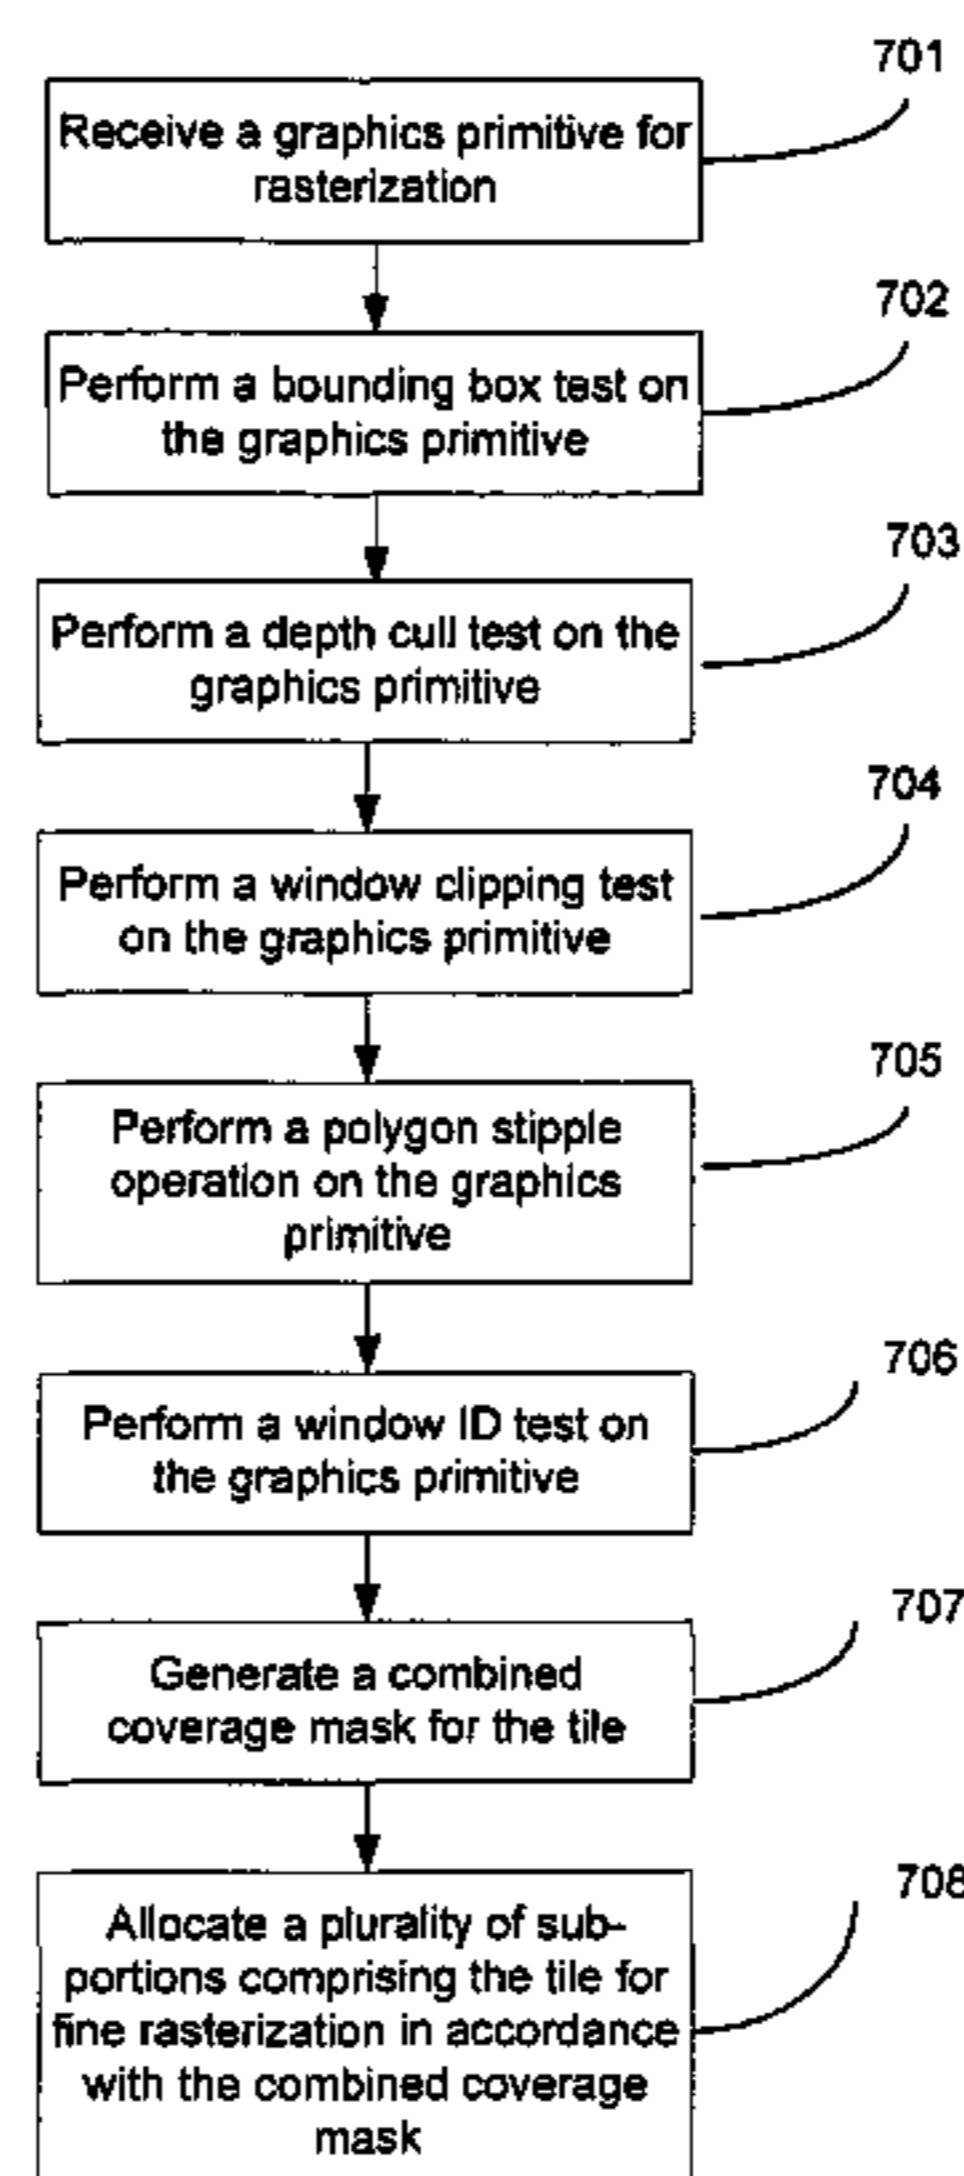 701
Receive a graphics primitive for
rasterization
702
Perform a bounding box test on
the graphics primitive
703
Perform a depth cull test on the
graphics primitive
704
Perform a window clipping test
on the graphics primitive
705
Perform a polygon stipple
operation on the graphics
primitive
706
Perform a window ID test on
the graphics primitive
707
Generate a combined
coverage mask for the tile
708
Allocate a plurality of sub-
portions comprising the tile for
fine rasterization in accordance
with the combined coverage
mask